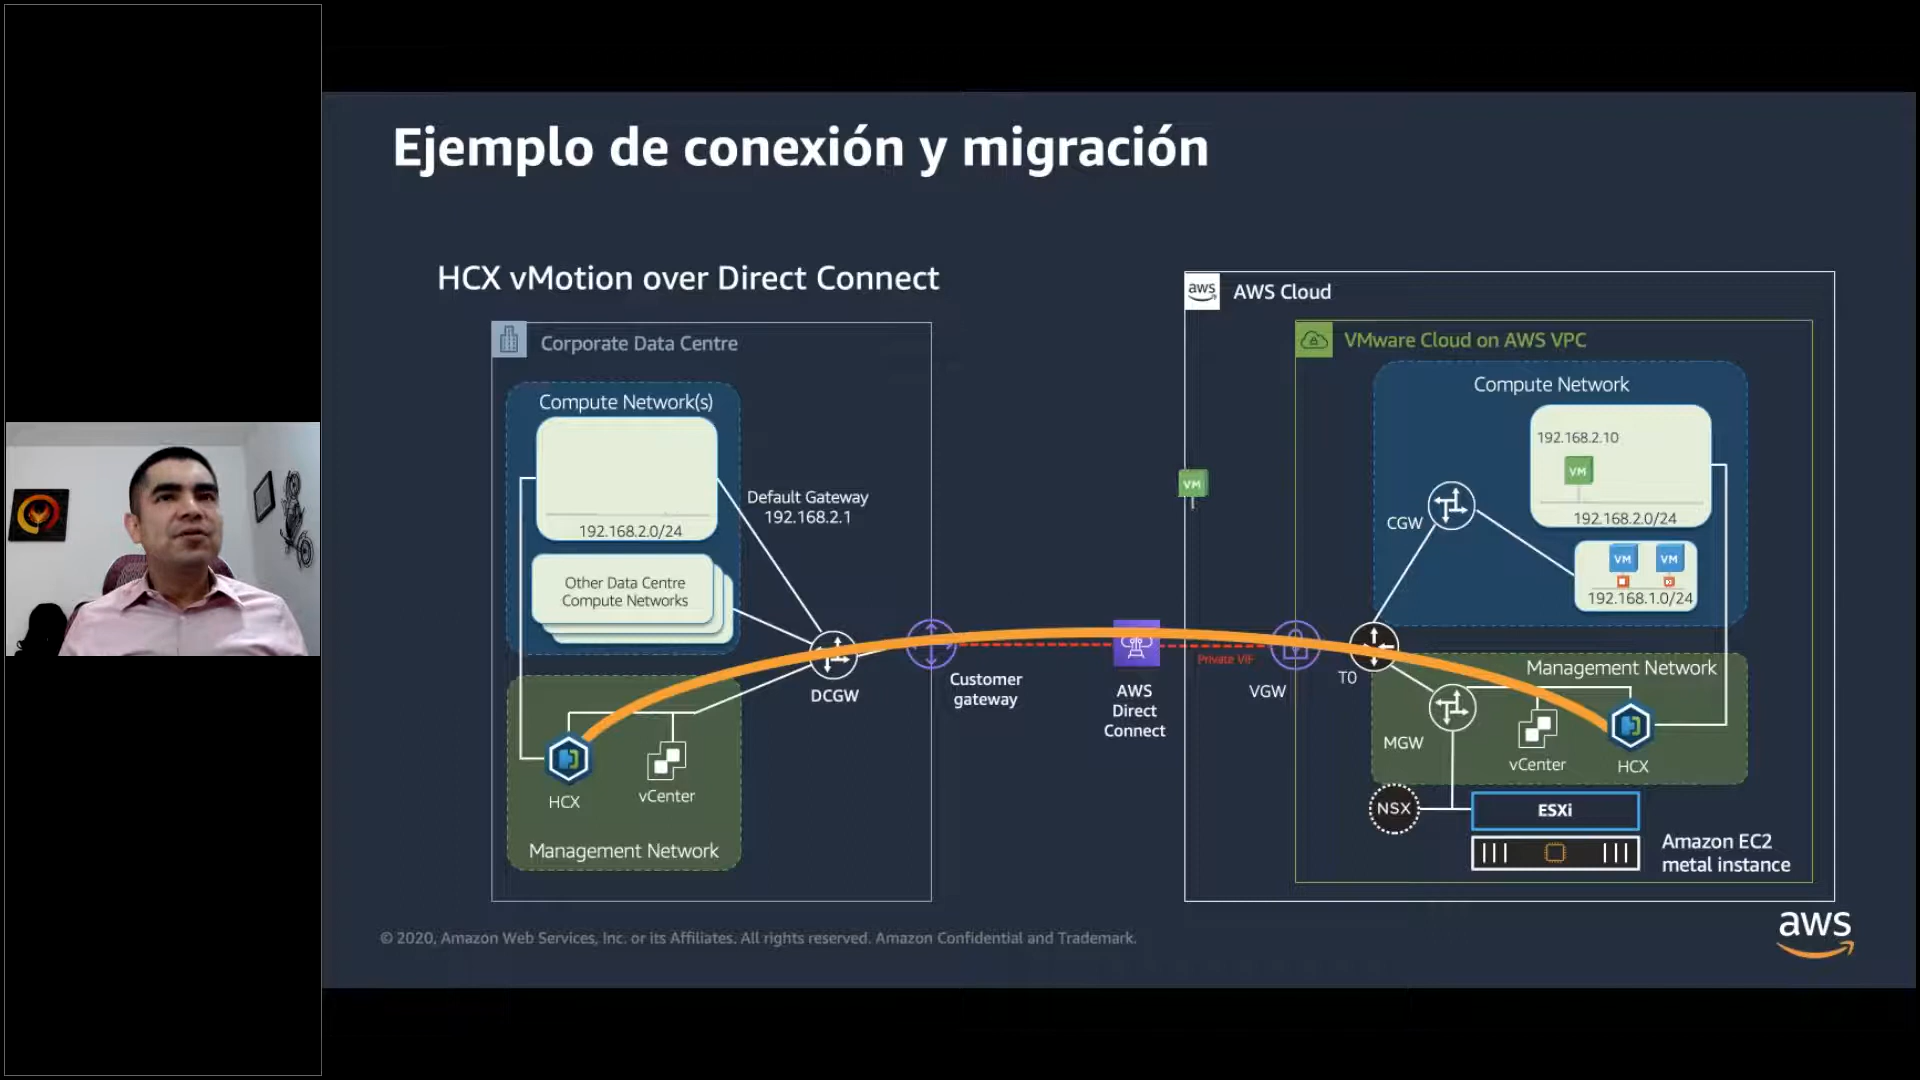 Ejemplo de conexión y migración
HCX vMotion over Direct Connect
Corporate Data Centre
Compute Network(s)
192.168.2.0/24
Other Data Centre
Compute Networks
Default Gateway
192.168.2.1
DCGW
Customer
gateway
HCX
vCenter
Management Network
AWS
Direct
Connect
Private VIF
aws
AWS Cloud
VM
VMware Cloud on AWS VPC
Compute Network
192.168.2.10
VM
192.168.2.0/24
CGW
VM
VM
192.168.1.0/24
VGW
T0
Management Network
MGW
vCenter
HCX
NSX
ESXi
Amazon EC2
metal instance
© 2020, Amazon Web Services, Inc. or its Affiliates. All rights reserved. Amazon Confidential and Trademark.
aws